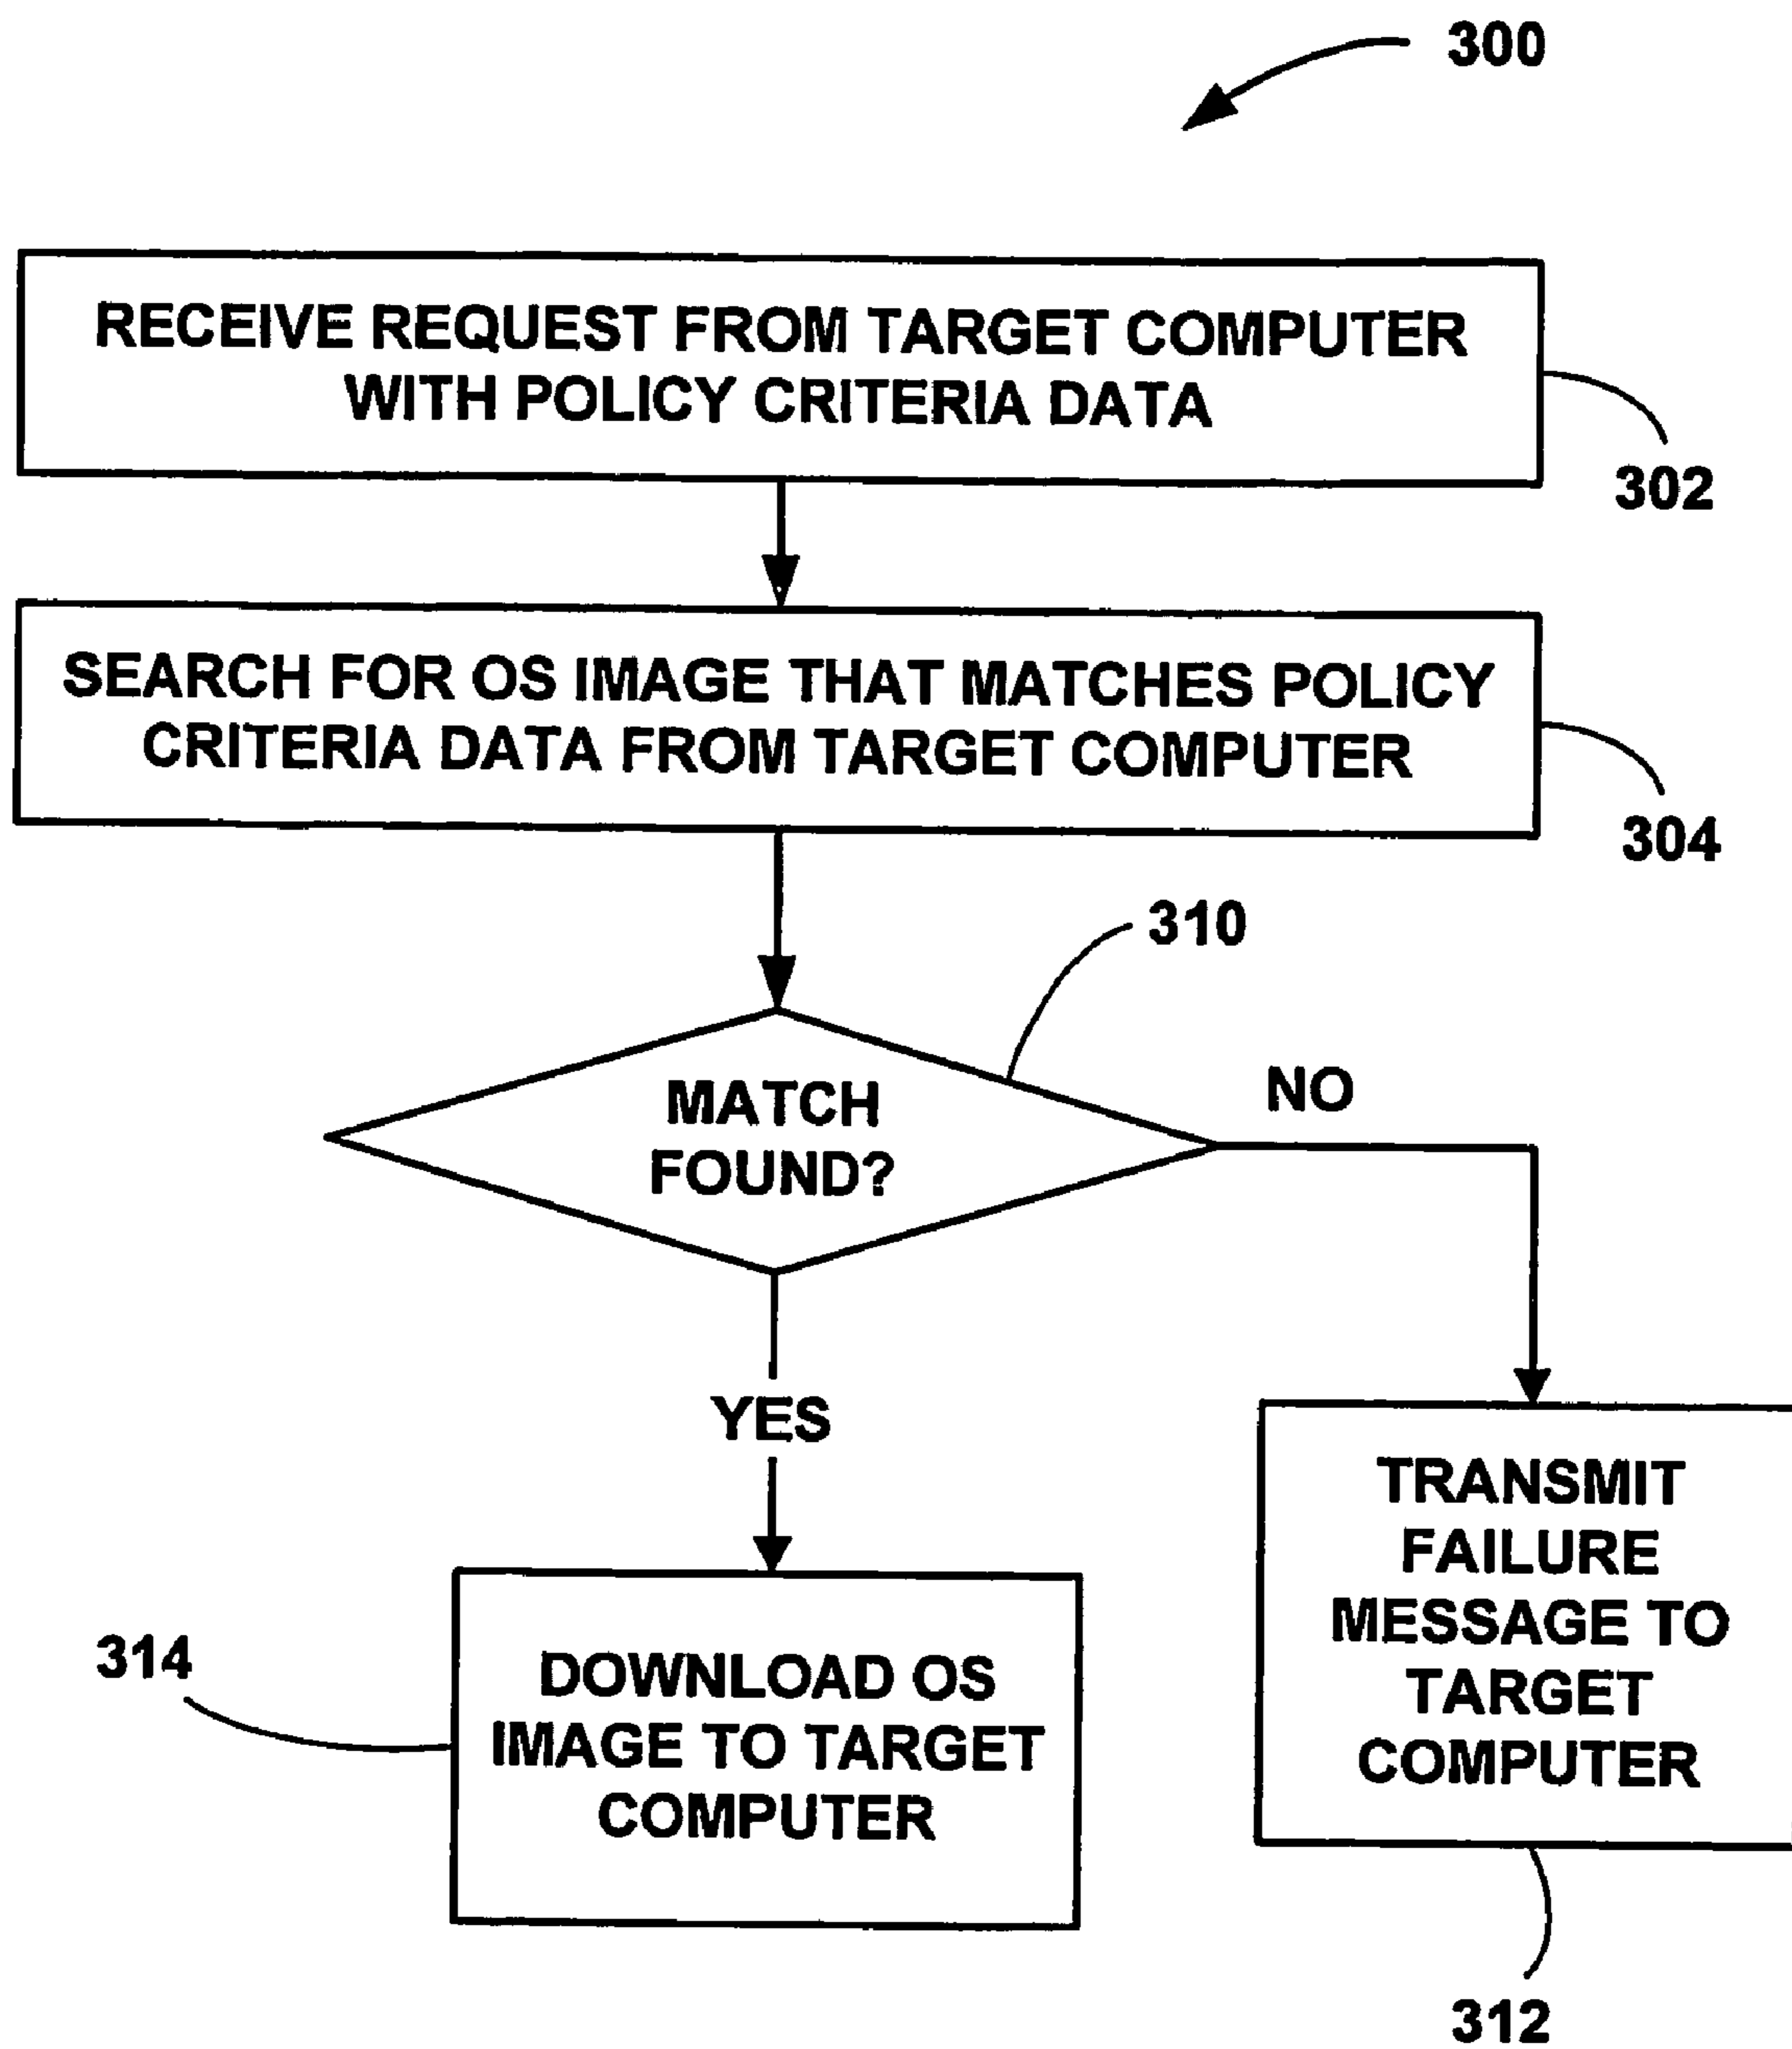 300
RECEIVE REQUEST FROM TARGET COMPUTER
WITH POLICY CRITERIA DATA
302
SEARCH FOR OS IMAGE THAT MATCHES POLICY
CRITERIA DATA FROM TARGET COMPUTER
304
310
MATCH
FOUND?
NO
YES
TRANSMIT
FAILURE
MESSAGE TO
TARGET
COMPUTER
314
DOWNLOAD OS
IMAGE TO TARGET
COMPUTER
312